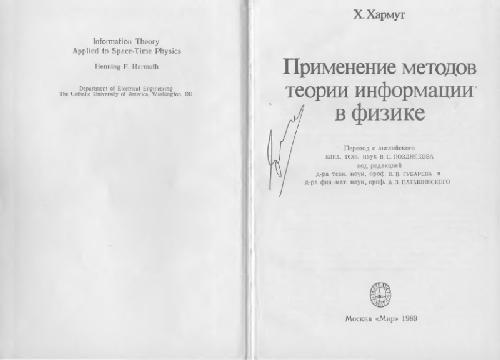 Information Theory
Applied to Space-Time Physics
Henning F. Harmuth
Department of Electrical Engineering
The Catholic University of America, Washington, DC
Х. Хармут
Применение методов
теории информации
в физике
Перевод с английского
канд. техн. наук В. С.
под редакцией
д-ра техн. наук, проф. В. В. ГУБАРЕВА и
д-ра физ.-мат. наук, проф. А. З. ПАТАШИНСКОГО
Москва «Мир» 1989